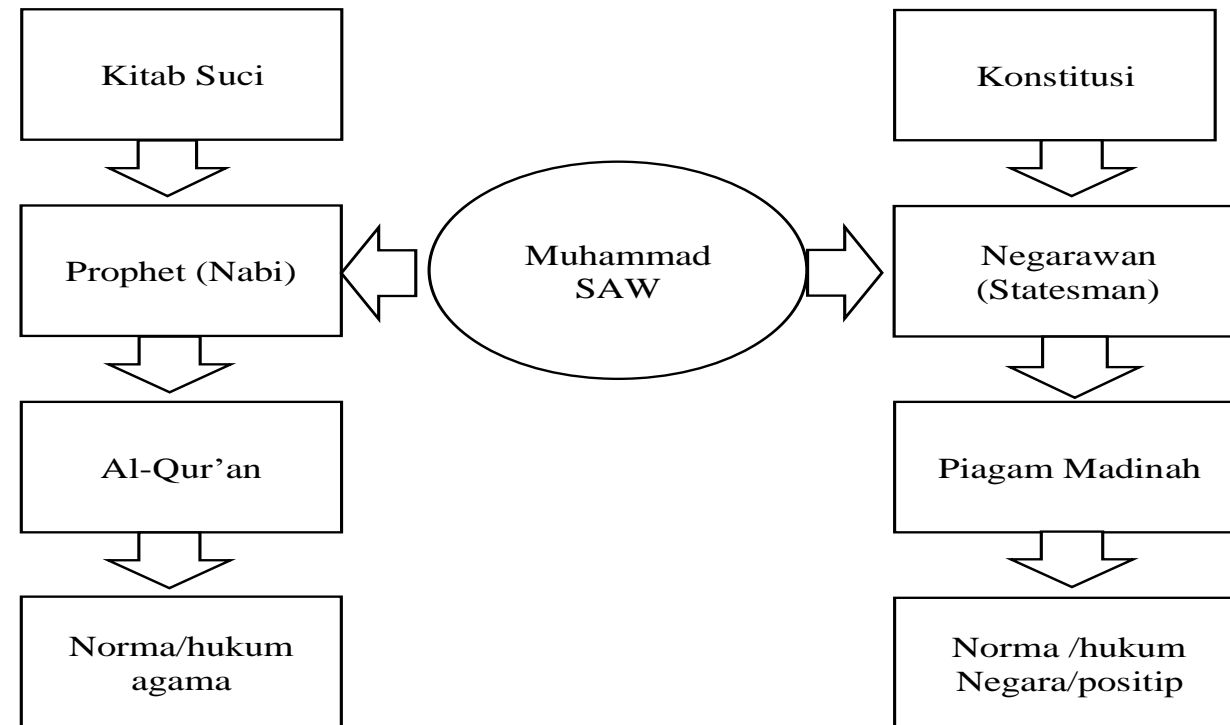 Kitab Suci
Konstitusi
Prophet (Nabi)
Muhammad
SAW
Negarawan
(Statesman)
Al-Qur’an
Piagam Madinah
Norma/hukum
agama
Norma /hukum
Negara/positip